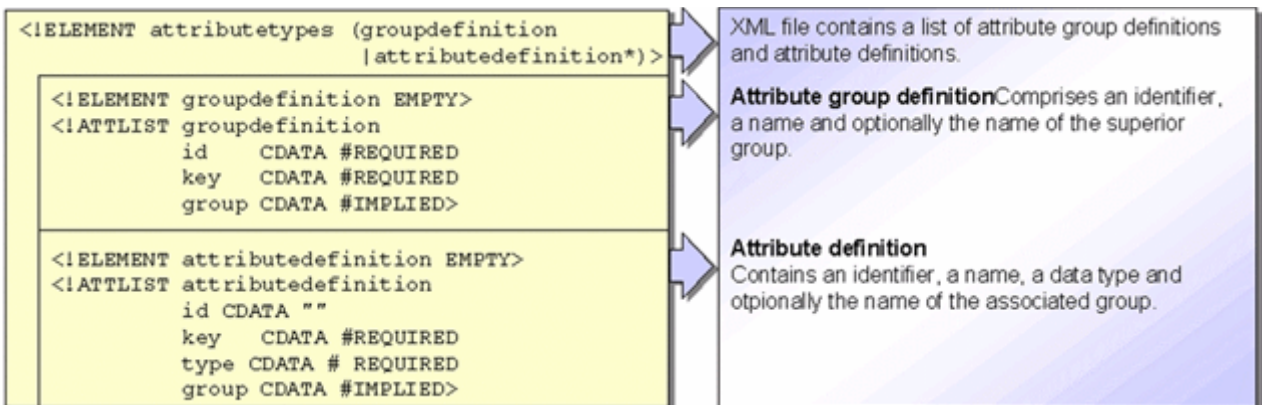 <!ELEMENT attributetypes (groupdefinition
|attributedefinition*)>
<!ELEMENT groupdefinition EMPTY>
<!ATTLIST groupdefinition
id CDATA #REQUIRED
key CDATA #REQUIRED
group CDATA #IMPLIED>
<!ELEMENT attributedefinition EMPTY>
<!ATTLIST attributedefinition
id CDATA ""
key CDATA #REQUIRED
type CDATA # REQUIRED
group CDATA #IMPLIED>
XML file contains a list of attribute group definitions
and attribute definitions.
Attribute group definitionComprises an identifier,
a name and optionally the name of the superior
group.
Attribute definition
Contains an identifier, a name, a data type and
otpionally the name of the associated group.